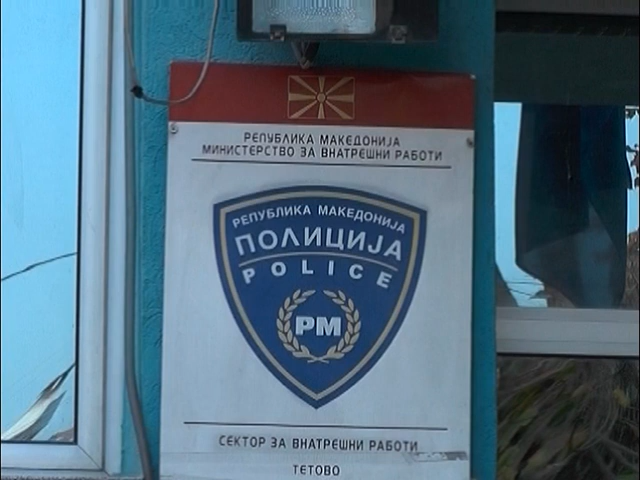 РЕПУБЛИКА МАКЕДОНИЈА
МИНИСТЕРСТВО ЗА ВНАТРЕШНИ РАБОТИ
РЕПУБЛИКА МАКЕДОНИЈА
ПОЛИЦИЈА
POLICE
РМ
СЕКТОР ЗА ВНАТРЕШНИ РАБОТИ
ТЕТОВО